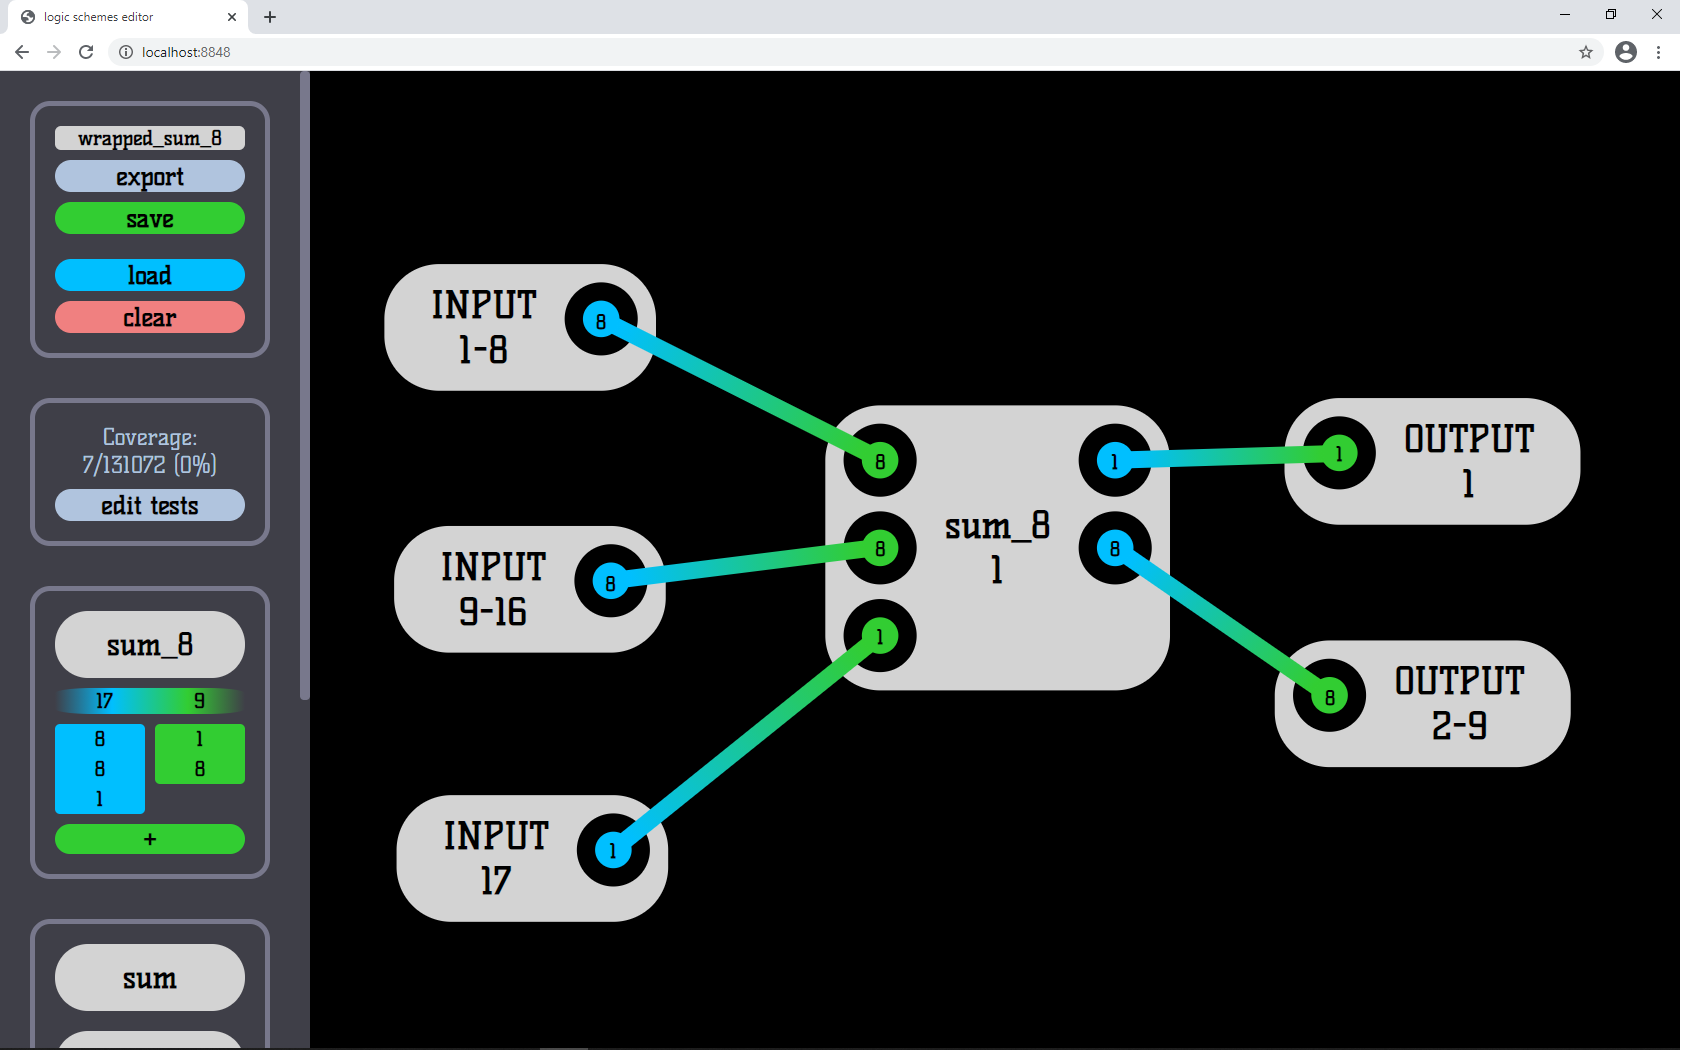 logic schemes editor
localhost:8848
wrapped_sum_8
export
save
load
clear
Coverage:
7/131072 (0%)
edit tests
sum_8
17 9
8 1
8 8
1
+
sum
INPUT
1-8
8
INPUT
9-16
8
INPUT
17
1
8
8
1
sum_8
1
1
8
1
OUTPUT
1
8
OUTPUT
2-9